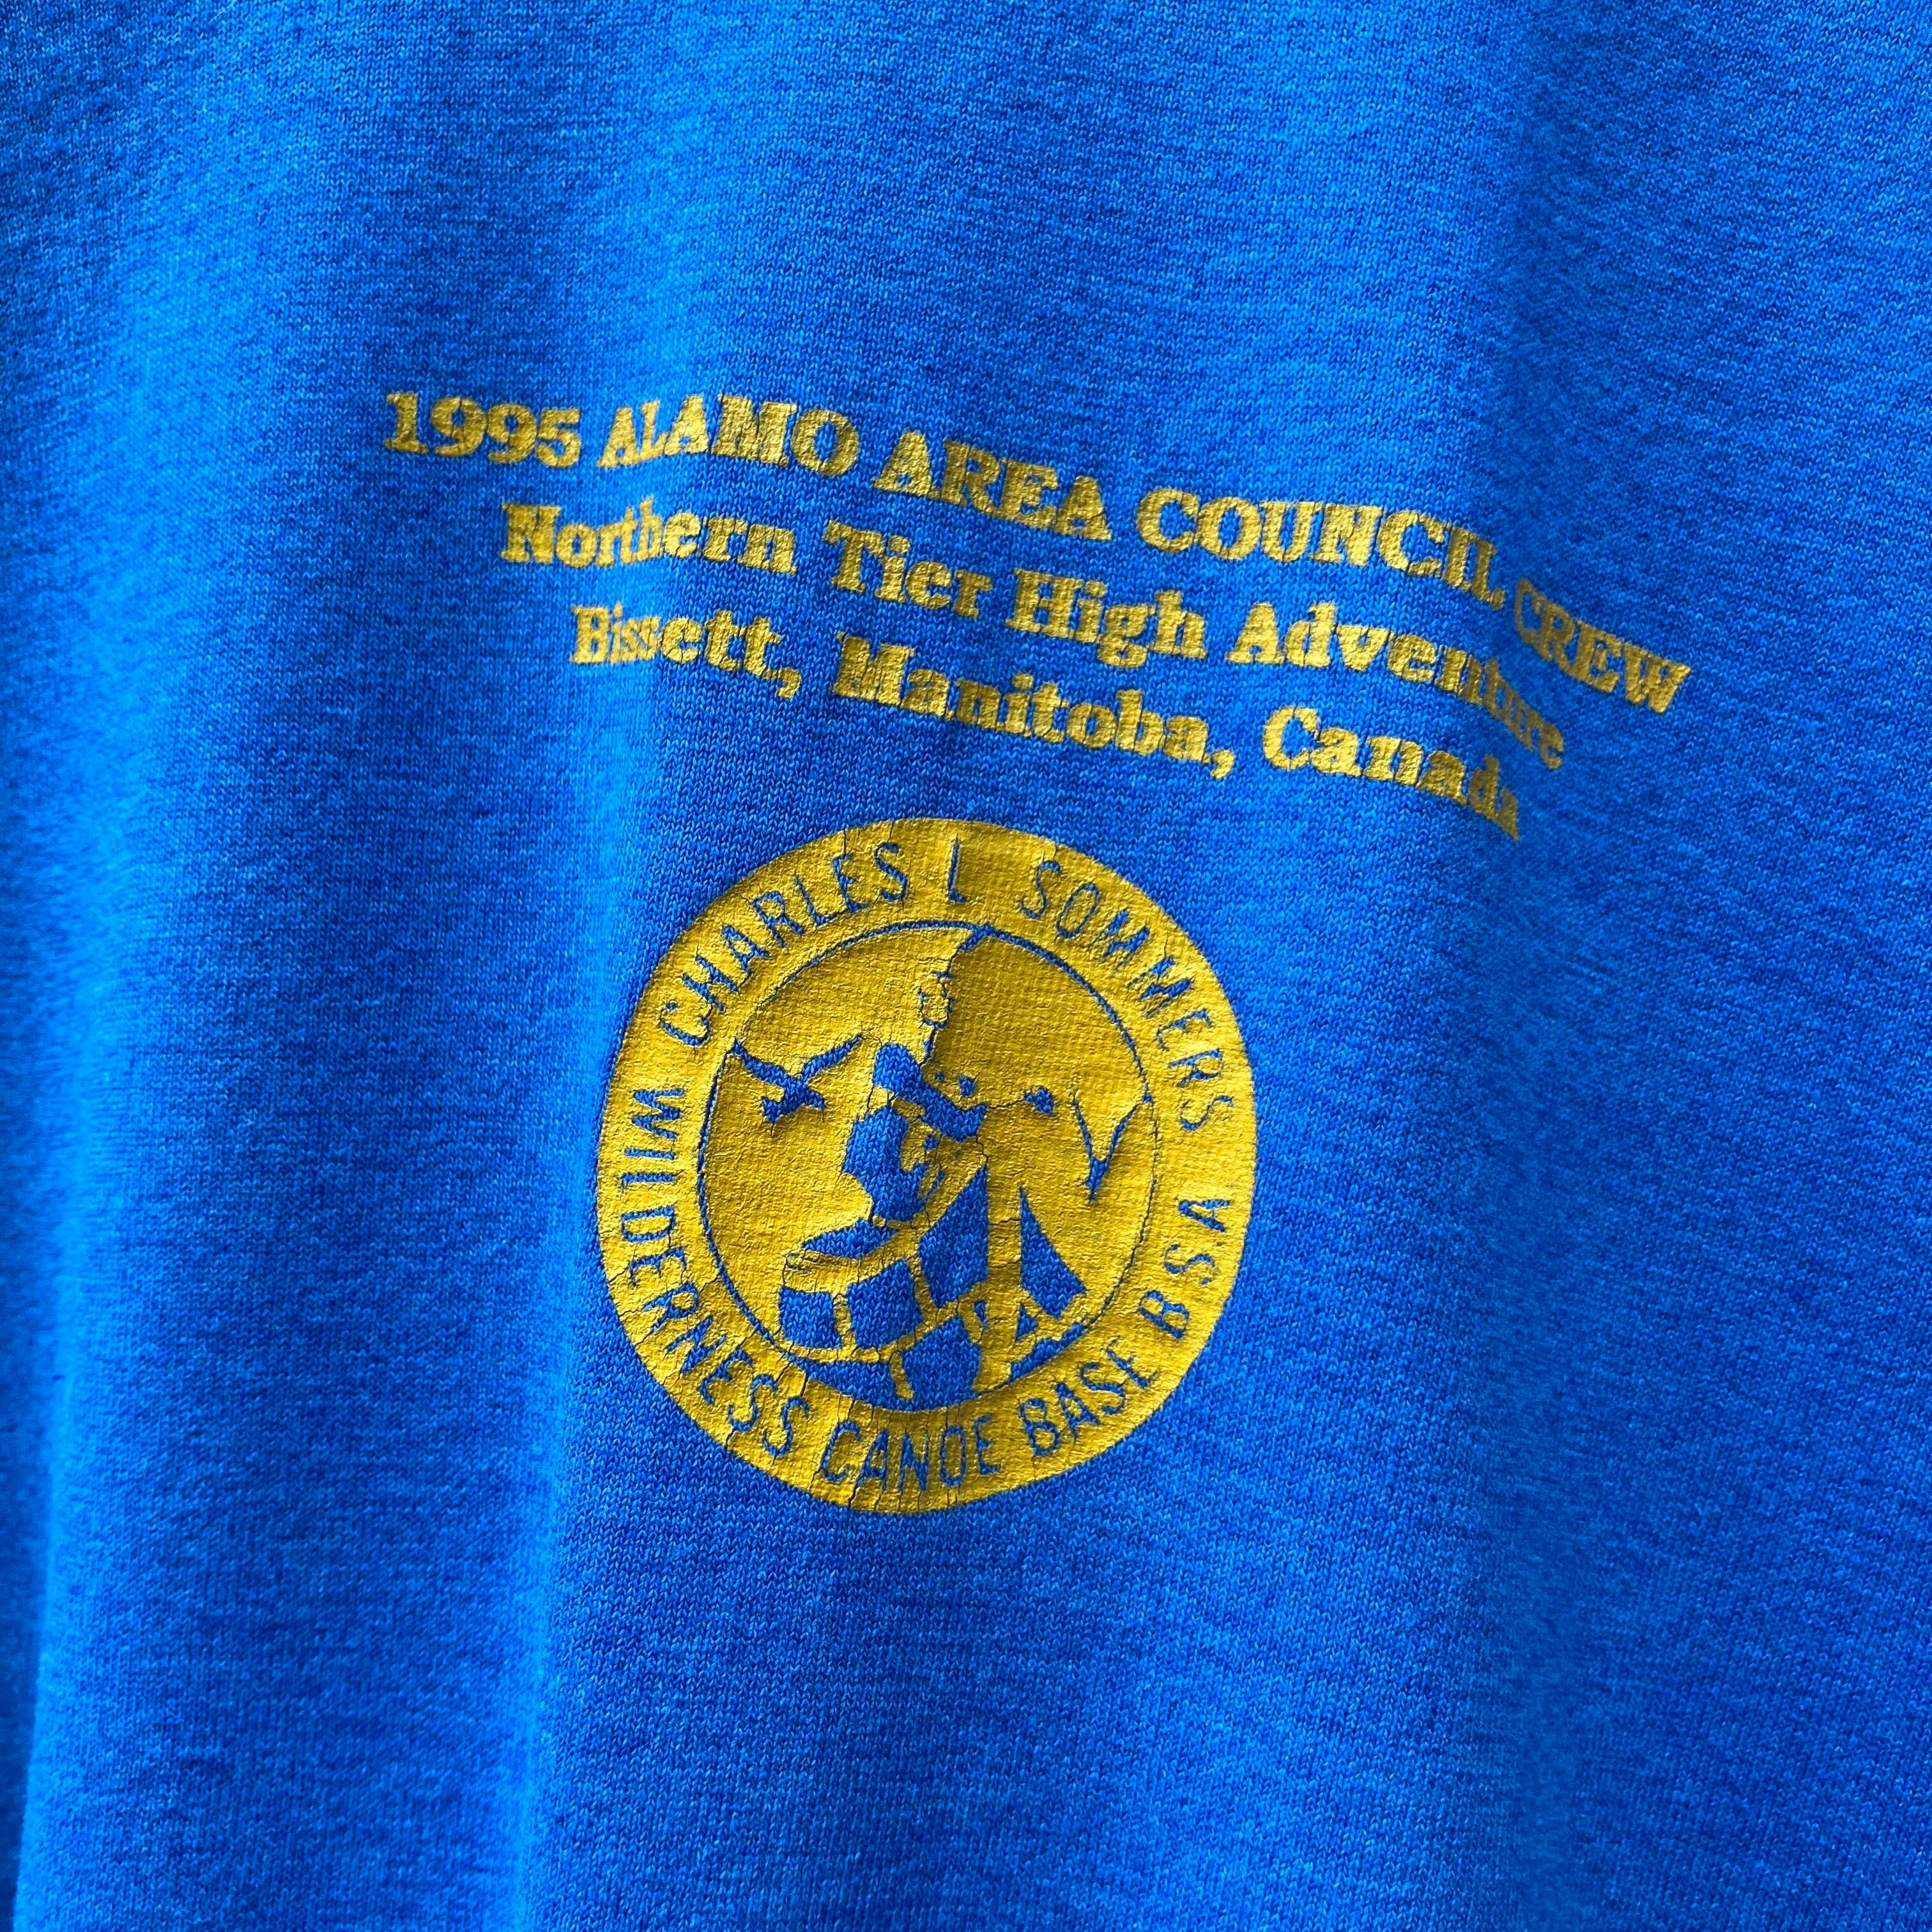 1995 ALAMO AREA COUNCIL CREW
Northern Tier High Adventure
Bissett, Manitoba, Canada
CHARLES L SOMMERS
WILDERNESS CANOE BASE BSA